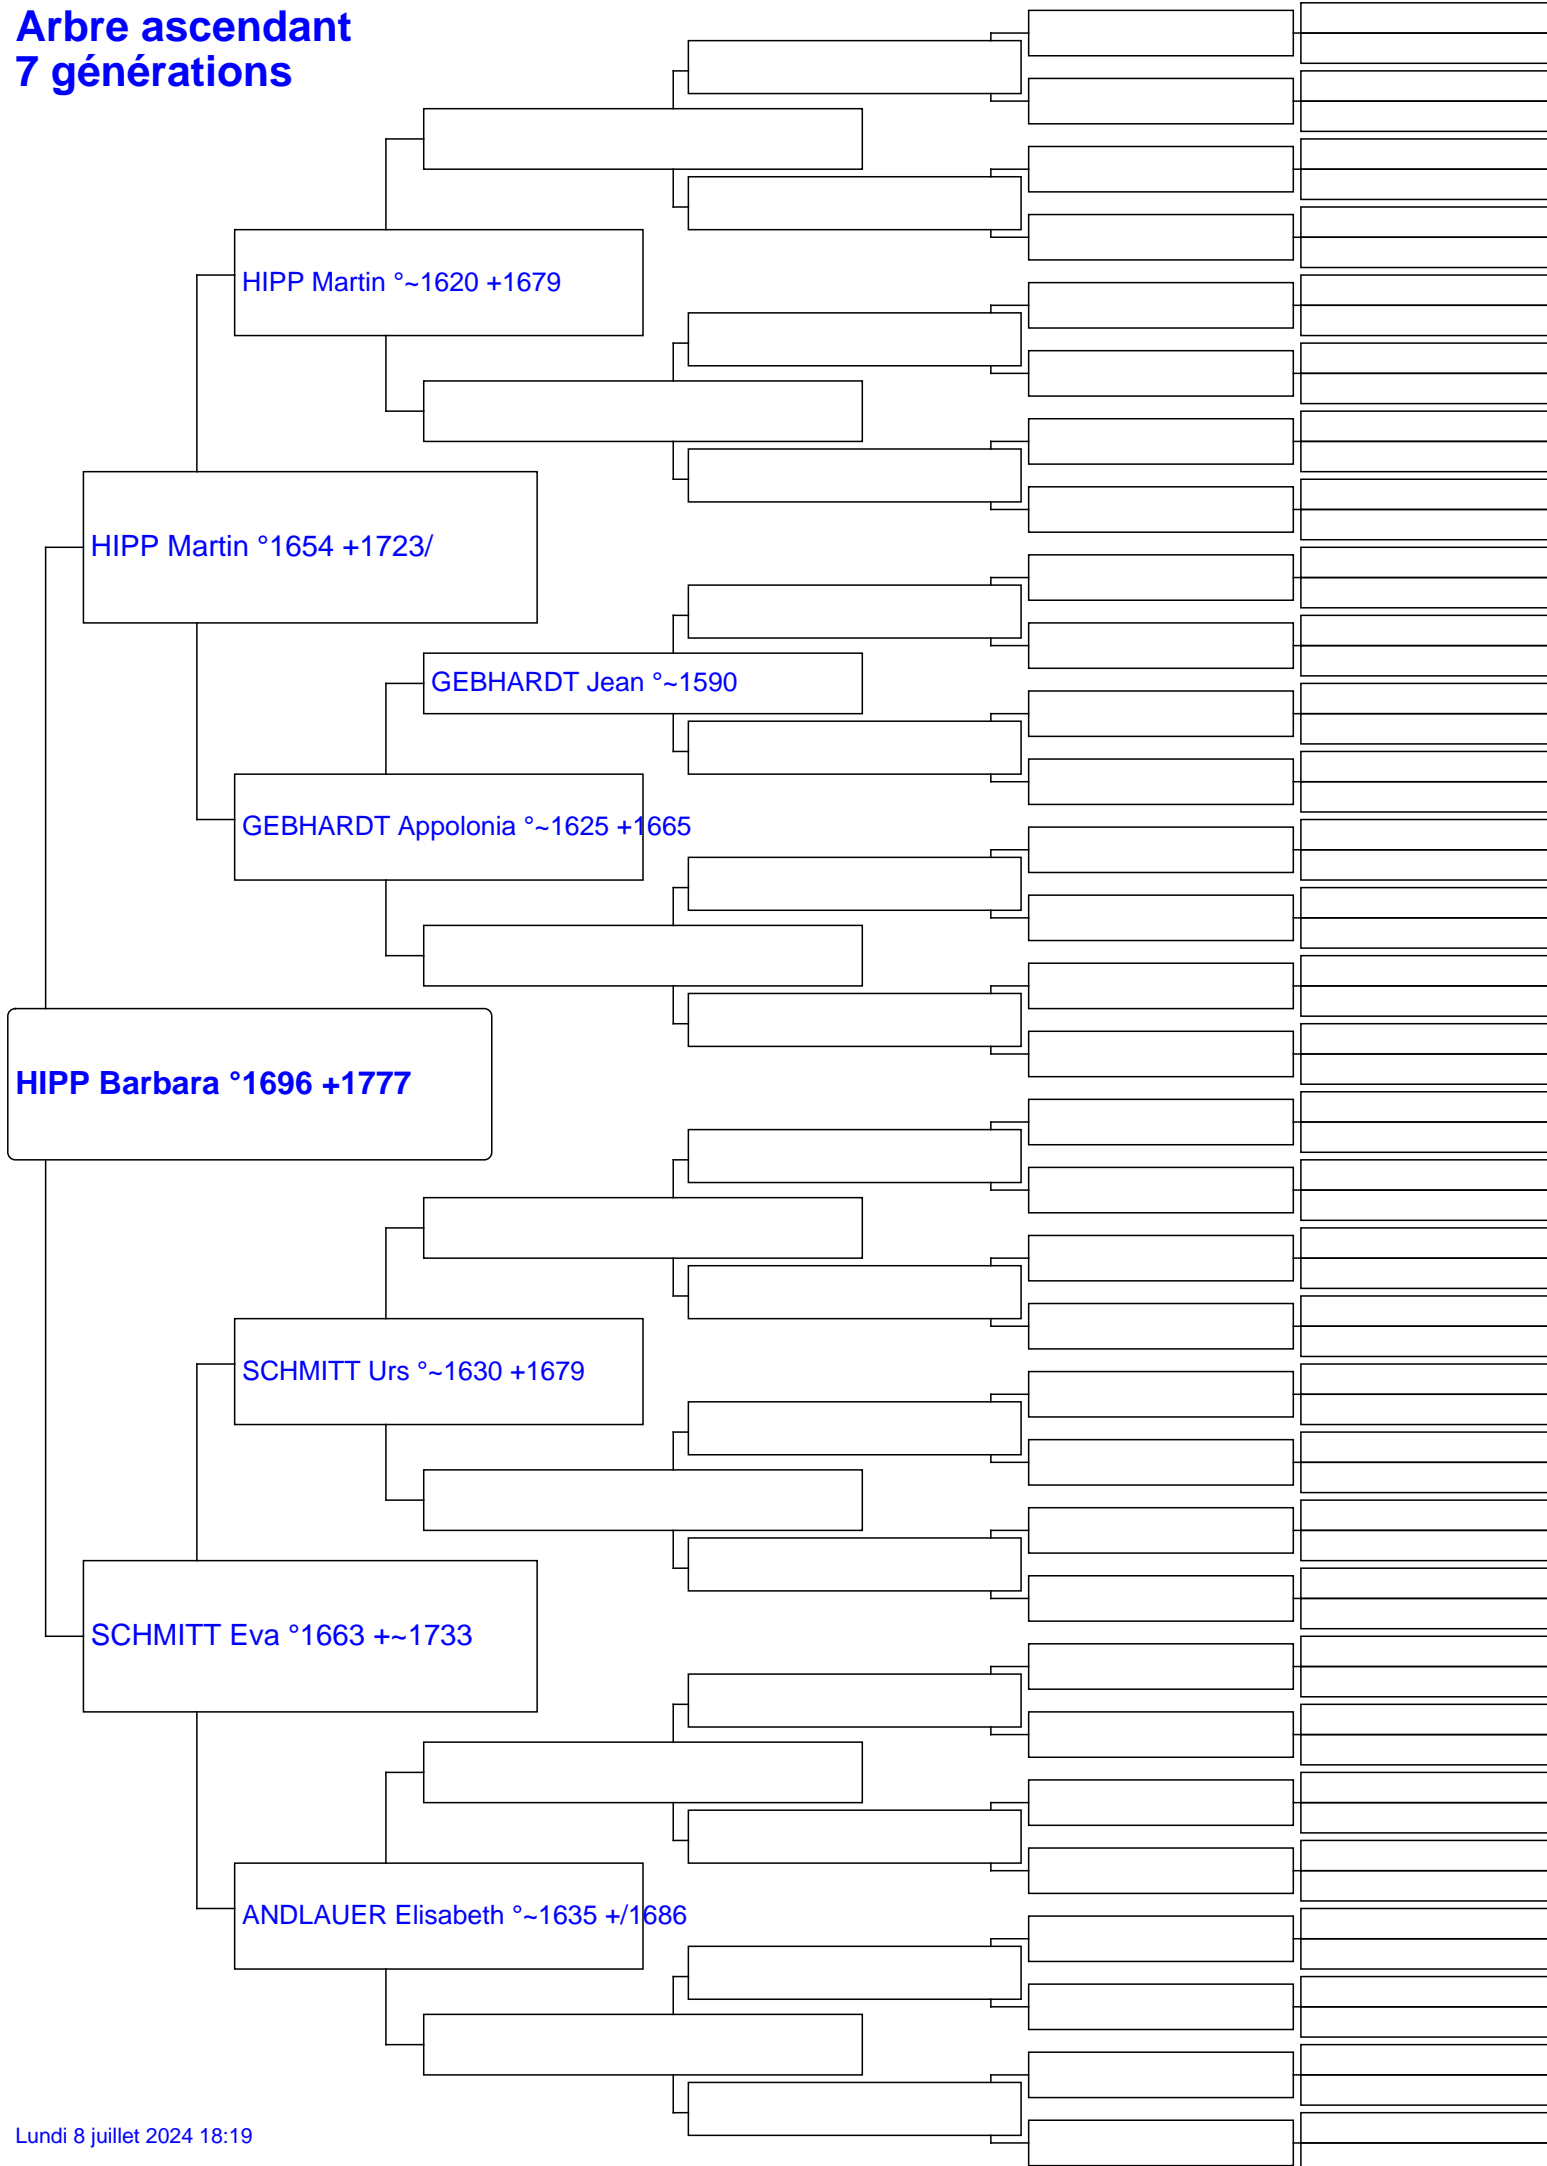 Arbre ascendant
7 générations
HIPP Martin °~1620 +1679
HIPP Martin °1654 +1723/
GEBHARDT Jean °~1590
GEBHARDT Appolonia °~1625 +1665
HIPP Barbara °1696 +1777
SCHMITT Urs °~1630 +1679
SCHMITT Eva °1663 +~1733
ANDLAUER Elisabeth °~1635 +/1686
Lundi 8 juillet 2024 18:19